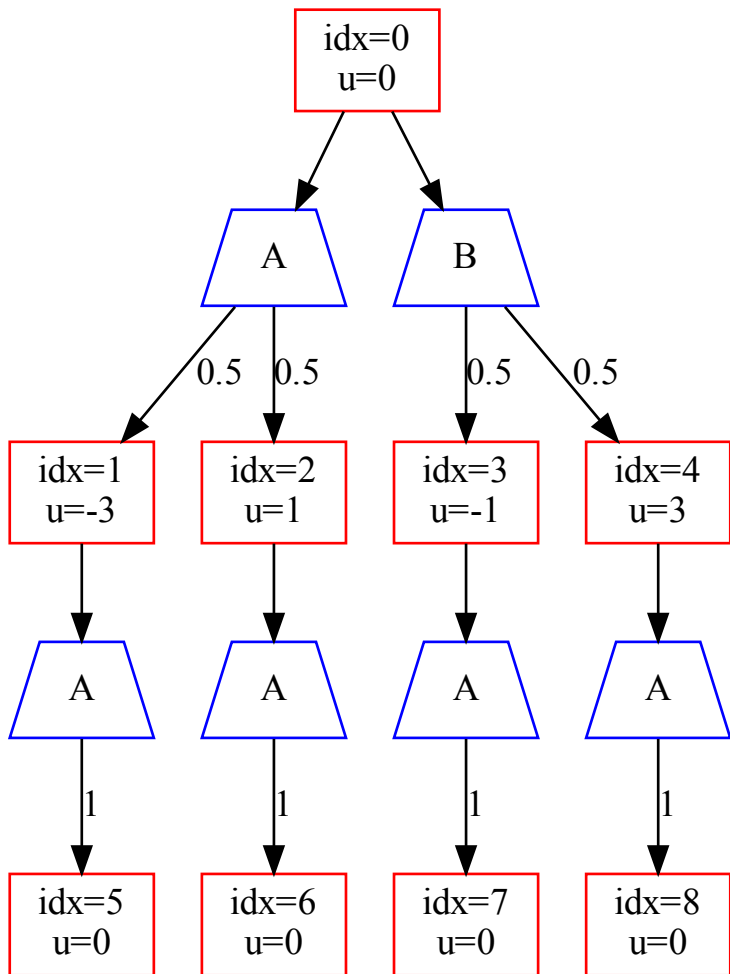 idx=0
u=0
A
B
0.5
0.5
0.5
0.5
idx=1
u=-3
idx=2
u=1
idx=3
u=-1
idx=4
u=3
A
A
A
A
1
1
1
1
idx=5
u=0
idx=6
u=0
idx=7
u=0
idx=8
u=0